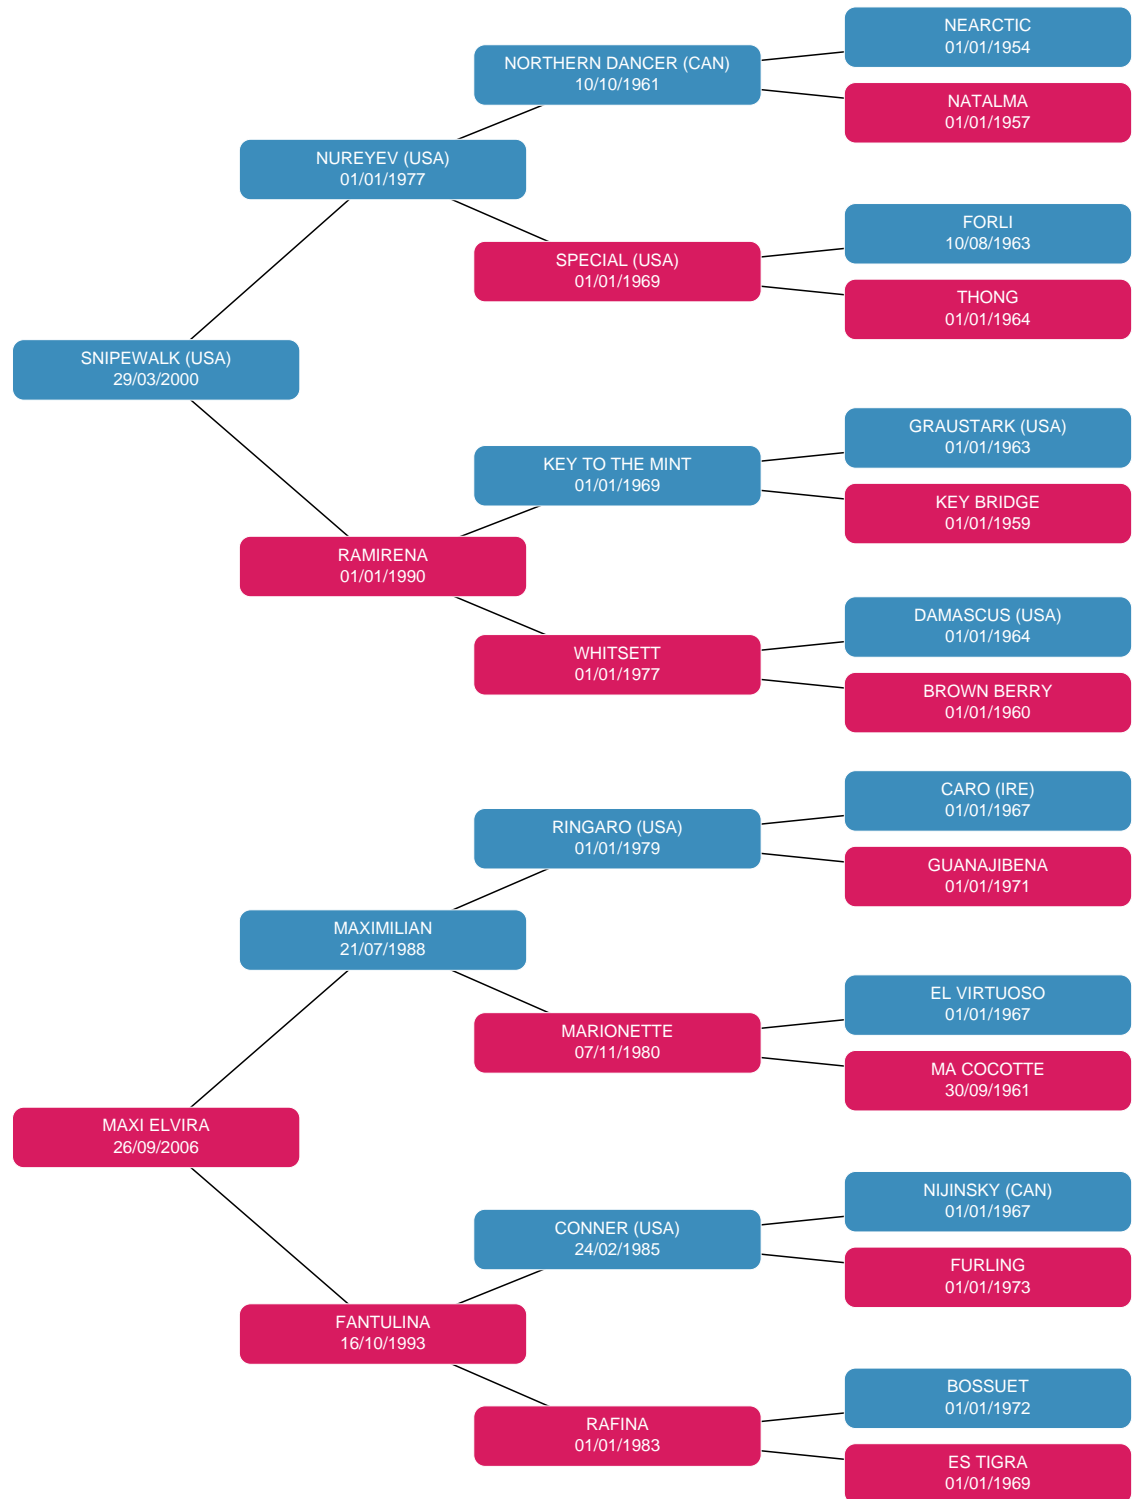 NEARCTIC
01/01/1954
NORTHERN DANCER (CAN)
10/10/1961
NATALMA
01/01/1957
NUREYEV (USA)
01/01/1977
FORLI
10/08/1963
SPECIAL (USA)
01/01/1969
THONG
01/01/1964
SNIPEWALK (USA)
29/03/2000
GRAUSTARK (USA)
01/01/1963
KEY TO THE MINT
01/01/1969
KEY BRIDGE
01/01/1959
RAMIRENA
01/01/1990
DAMASCUS (USA)
01/01/1964
WHITSETT
01/01/1977
BROWN BERRY
01/01/1960
CARO (IRE)
01/01/1967
RINGARO (USA)
01/01/1979
GUANAJIBENA
01/01/1971
MAXIMILIAN
21/07/1988
EL VIRTUOSO
01/01/1967
MARIONETTE
07/11/1980
MA COCOTTE
30/09/1961
MAXI ELVIRA
26/09/2006
NIJINSKY (CAN)
01/01/1967
CONNER (USA)
24/02/1985
FURLING
01/01/1973
FANTULINA
16/10/1993
BOSSUET
01/01/1972
RAFINA
01/01/1983
ES TIGRA
01/01/1969